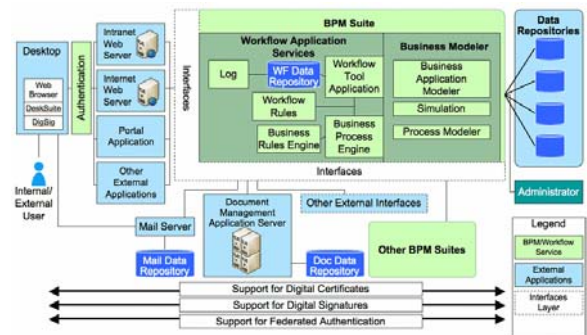 BPM Suite
Desktop
Web
Browser
DeskSuite
DigSig
Internal/
External
User
Authentication
Intranet
Web
Server
Internet
Web
Server
Portal
Application
Other
External
Applications
Interfaces
Workflow Application
Services
Log
WF Data
Repository
Workflow
Tool
Application
Workflow
Rules
Business
Rules Engine
Business
Process
Engine
Business Modeler
Business
Application
Modeler
Simulation
Process Modeler
Interfaces
Data
Repositories
Administrator
Mail Server
Mail Data
Repository
Document
Management
Application Server
Doc Data
Repository
Other External Interfaces
Other BPM Suites
Legend
BPM/Workflow
Service
External
Applications
Interfaces
Layer
Support for Digital Certificates
Support for Digital Signatures
Support for Federated Authentication